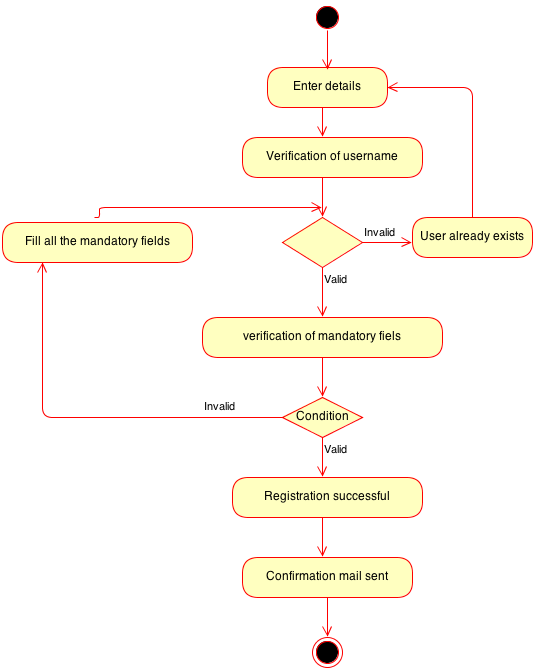 Enter details
Verification of username
Fill all the mandatory fields
Invalid
User already exists
Valid
verification of mandatory fiels
Invalid
Condition
Valid
Registration successful
Confirmation mail sent